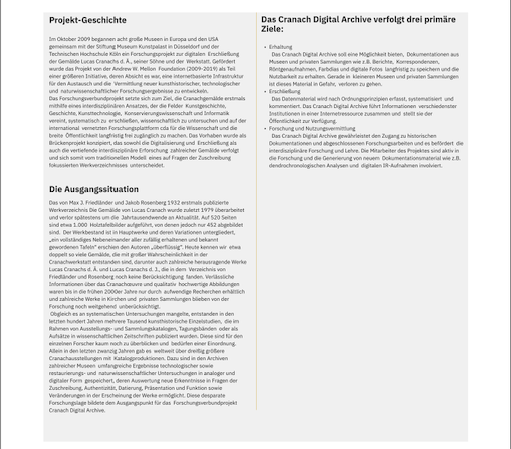 Projekt-Geschichte
Im Oktober 2009 begannen acht große Museen in Europa und den USA
gemeinsam mit der Stiftung Museum Kunstpalast in Düsseldorf und der
Technischen Hochschule Köln ein Forschungsprojekt zur digitalen Erschließung
der Gemälde Lucas Cranachs d. Ä., seiner Söhne und der Werkstatt. Gefördert
wurde das Projekt von der Andrew W. Mellon Foundation (2009-2019) als Teil
einer größeren Initiative, deren Absicht es war, eine internetbasierte Infrastruktur
für den Austausch und die Vermittlung neuer kunsthistorischer, technologischer
und naturwissenschaftlicher Forschungsergebnisse zu entwickeln.
Das Forschungsverbundprojekt setzte sich zum Ziel, die Cranachgemälde erstmals
mithilfe eines interdisziplinären Ansatzes, der die Felder Kunstgeschichte,
Geschichte, Kunsttechnologie, Konservierungswissenschaft und Informatik
vereint, systematisch zu erschließen, wissenschaftlich zu untersuchen und auf der
international vernetzten Forschungsplattform cda für die Wissenschaft und die
breite Öffentlichkeit langfristig frei zugänglich zu machen. Das Vorhaben wurde als
Brückenprojekt konzipiert, das sowohl die Digitalisierung und Erschließung als
auch die vertiefende interdisziplinäre Erforschung zahlreicher Gemälde verfolgt
und sich somit vom traditionellen Modell eines auf Fragen der Zuschreibung
fokussierten Werkverzeichnisses unterscheidet.
Die Ausgangssituation
Das von Max J. Friedländer und Jakob Rosenberg 1932 erstmals publizierte
Werkverzeichnis Die Gemälde von Lucas Cranach wurde zuletzt 1979 überarbeitet
und verlor spätestens um die Jahrtausendwende an Aktualität. Auf 520 Seiten
sind etwa 1.000 Holztafelbilder aufgeführt, von denen jedoch nur 452 abgebildet
sind. Der Werkbestand ist in Hauptwerke und deren Variationen untergliedert,
„ein vollständiges Nebeneinander aller zufällig erhaltenen und bekannt
gewordenen Tafeln" erschien den Autoren „überflüssig". Heute kennen wir etwa
doppelt so viele Gemälde, die mit großer Wahrscheinlichkeit in der
Cranachwerkstatt entstanden sind, darunter auch zahlreiche herausragende Werke
Lucas Cranachs d. Ä. und Lucas Cranachs d. J., die in dem Verzeichnis von
Friedländer und Rosenberg noch keine Berücksichtigung fanden. Verlässliche
Informationen über das Cranachœuvre und qualitativ hochwertige Abbildungen
waren bis in die frühen 2000er Jahre nur durch aufwendige Recherchen erhältlich
und zahlreiche Werke in Kirchen und privaten Sammlungen blieben von der
Forschung noch weitgehend unberücksichtigt.
Obgleich es an systematischen Untersuchungen mangelte, entstanden in den
letzten hundert Jahren mehrere Tausend kunsthistorische Einzelstudien, die im
Rahmen von Ausstellungs- und Sammlungskatalogen, Tagungsbänden oder als
Aufsätze in wissenschaftlichen Zeitschriften publiziert wurden. Diese sind für den
einzelnen Forscher kaum noch zu überblicken und bedürfen einer Einordnung.
Allein in den letzten zwanzig Jahren gab es weltweit über dreißig größere
Cranachausstellungen mit Katalogproduktionen. Dazu sind in den Archiven
zahlreicher Museen umfangreiche Ergebnisse technologischer sowie
restaurierungs- und naturwissenschaftlicher Untersuchungen in analoger und
digitaler Form gespeichert, deren Auswertung neue Erkenntnisse in Fragen der
Zuschreibung, Authentizität, Datierung, Präsentation und Funktion sowie
Veränderungen in der Erscheinung der Werke ermöglicht. Diese desparate
Forschungslage bildete dem Ausgangspunkt für das Forschungsverbundprojekt
Cranach Digital Archive.
Das Cranach Digital Archive verfolgt drei primäre
Ziele:
• Erhaltung
Das Cranach Digital Archive soll eine Möglichkeit bieten, Dokumentationen aus
Museen und privaten Sammlungen wie z.B. Berichte, Korrespondenzen,
Röntgenaufnahmen, Farbdias und digitale Fotos langfristig zu speichern und die
Nutzbarkeit zu erhalten. Gerade in kleineren Museen und privaten Sammlungen
ist dieses Material in Gefahr, verloren zu gehen.
• Erschließung
Das Datenmaterial wird nach Ordnungsprinzipien erfasst, systematisiert und
kommentiert. Das Cranach Digital Archive führt Informationen verschiedenster
Institutionen in einer Internetressource zusammen und stellt sie der
Öffentlichkeit zur Verfügung.
• Forschung und Nutzungsvermittlung
Das Cranach Digital Archive gewährleistet den Zugang zu historischen
Dokumentationen und abgeschlossenen Forschungsarbeiten und es befördert die
interdisziplinäre Forschung und Lehre. Die Mitarbeiter des Projektes sind aktiv in
die Forschung und die Generierung von neuem Dokumentationsmaterial wie z.B.
dendrochronologischen Analysen und digitalen IR-Aufnahmen involviert.